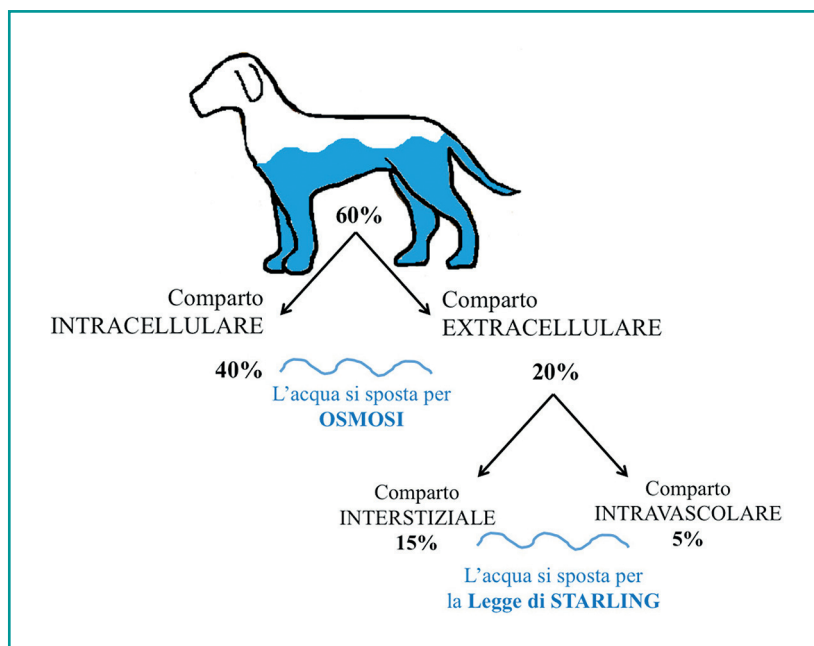 60%
Comparto
INTRACELLULARE
40%
Comparto
EXTRACELLULARE
20%
L'acqua si sposta per
OSMOSI
Comparto
INTERSTIZIALE
15%
Comparto
INTRAVASCOLARE
5%
L'acqua si sposta per
la Legge di STARLING